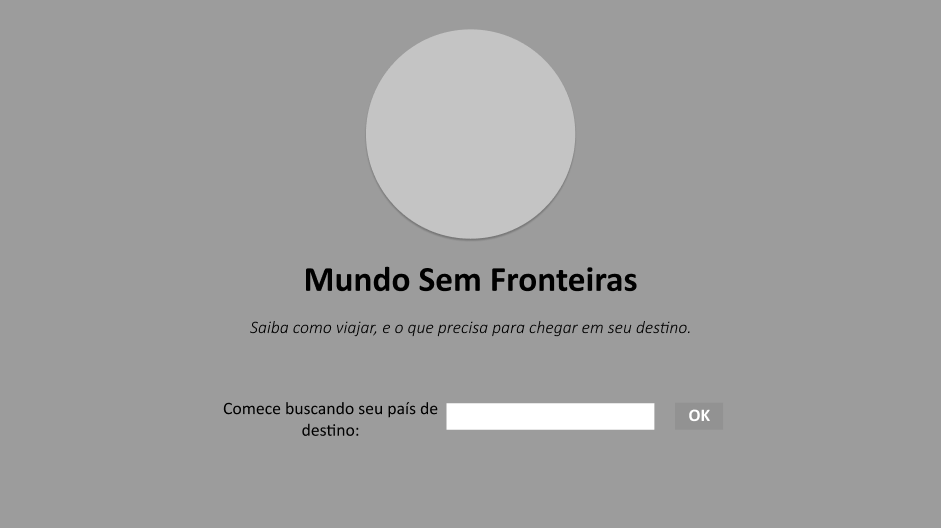 Mundo Sem Fronteiras
Saiba como viajar, e o que precisa para chegar em seu destino.
Comece buscando seu país de
destino:
OK